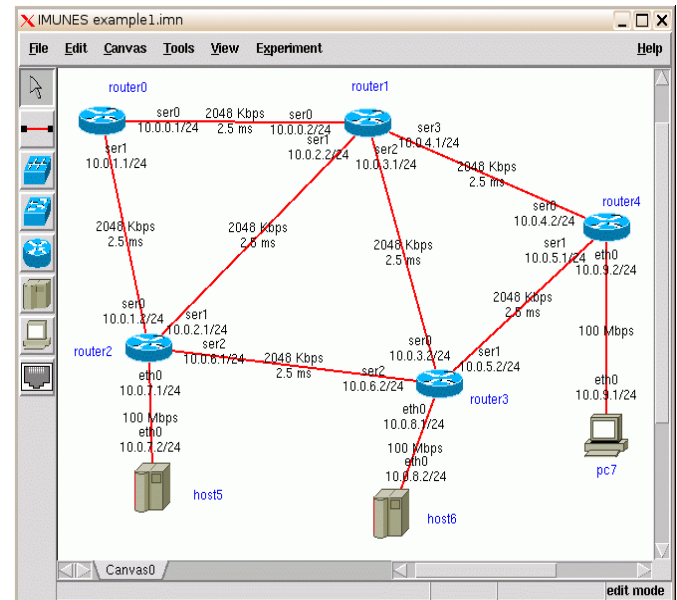 IMUNES example1.imn
File Edit Canvas Tools View Experiment Help
router0
router1
ser0
10.0.0.1/24
2048 Kbps
2.5 ms
ser0
10.0.0.2/24
ser1
10.0.1.1/24
ser1
10.0.2.2/24
ser2
10.0.3.1/24
ser3
10.0.4.1/24
2048 Kbps
2.5 ms
router4
ser0
10.0.4.2/24
ser1
10.0.5.1/24
eth0
10.0.9.2/24
2048 Kbps
2.5 ms
2048 Kbps
2.5 ms
2048 Kbps
2.5 ms
2048 Kbps
2.5 ms
ser0
10.0.1.2/24
ser1
10.0.2.1/24
router2
ser2
10.0.6.1/24
2048 Kbps
2.5 ms
ser0
10.0.3.2/24
ser1
10.0.5.2/24
ser2
10.0.6.2/24
router3
100 Mbps
eth0
10.0.9.1/24
pc7
eth0
10.0.7.1/24
100 Mbps
eth0
10.0.7.2/24
host5
eth0
10.0.8.1/24
100 Mbps
eth0
10.0.8.2/24
host6
Canvas0
edit mode